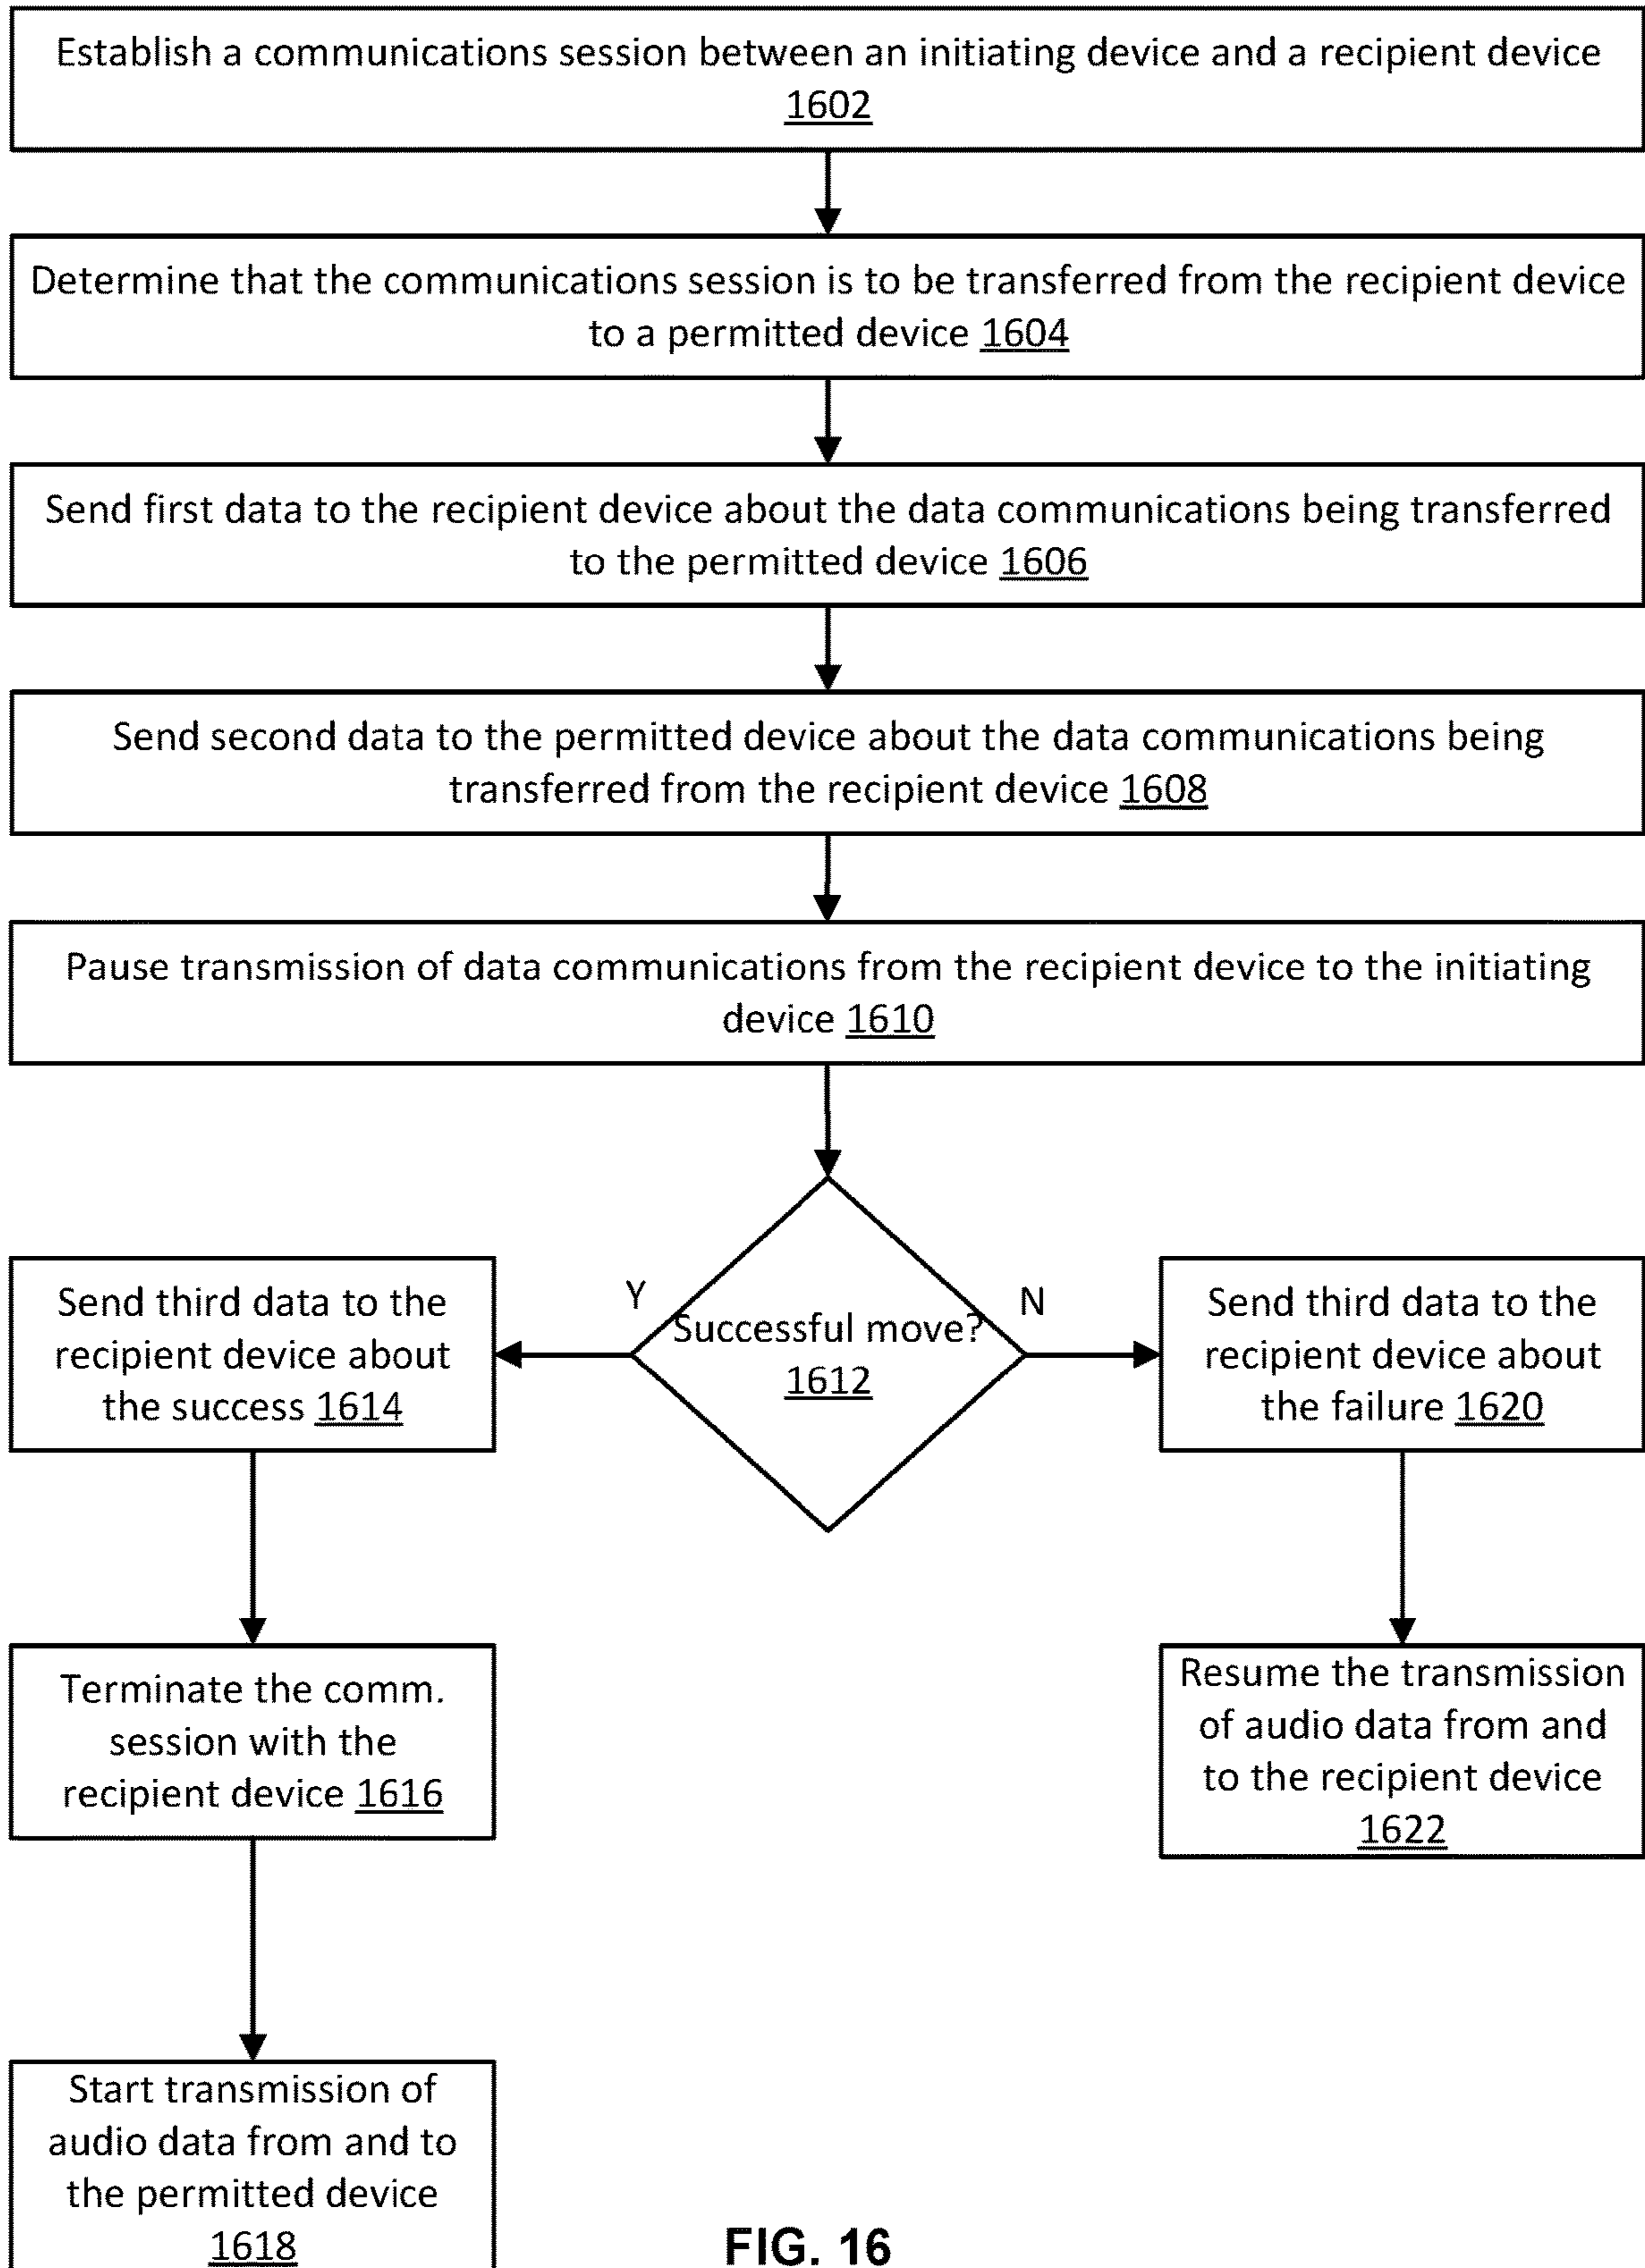 Establish a communications session between an initiating device and a recipient device
1602
Determine that the communications session is to be transferred from the recipient device
to a permitted device 1604
Send first data to the recipient device about the data communications being transferred
to the permitted device 1606
Send second data to the permitted device about the data communications being
transferred from the recipient device 1608
Pause transmission of data communications from the recipient device to the initiating
device 1610
Successful move?
1612
Y
N
Send third data to the
recipient device about
the success 1614
Terminate the comm.
session with the
recipient device 1616
Start transmission of
audio data from and to
the permitted device
1618
Send third data to the
recipient device about
the failure 1620
Resume the transmission
of audio data from and
to the recipient device
1622
FIG. 16